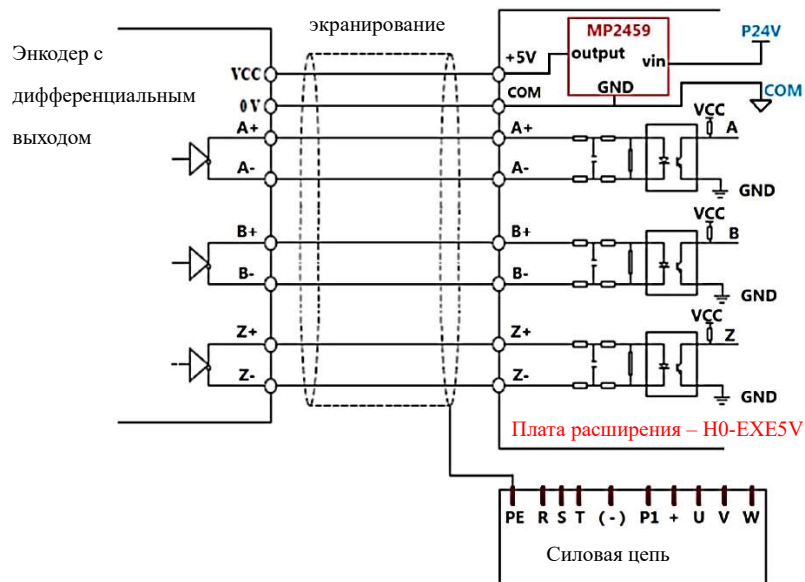 экранирование
Энкодер с
дифференциальным
выходом
MP2459
output
vin
GND
P24V
COM
VCC
+5V
0 V
COM
A+
A+
VCC
A
A-
A-
GND
B+
B+
VCC
B
B-
B-
GND
Z+
Z+
VCC
Z
Z-
Z-
GND
Плата расширения – H0-EXE5V
PE R S T (-) P1 + U V W
Силовая цепь